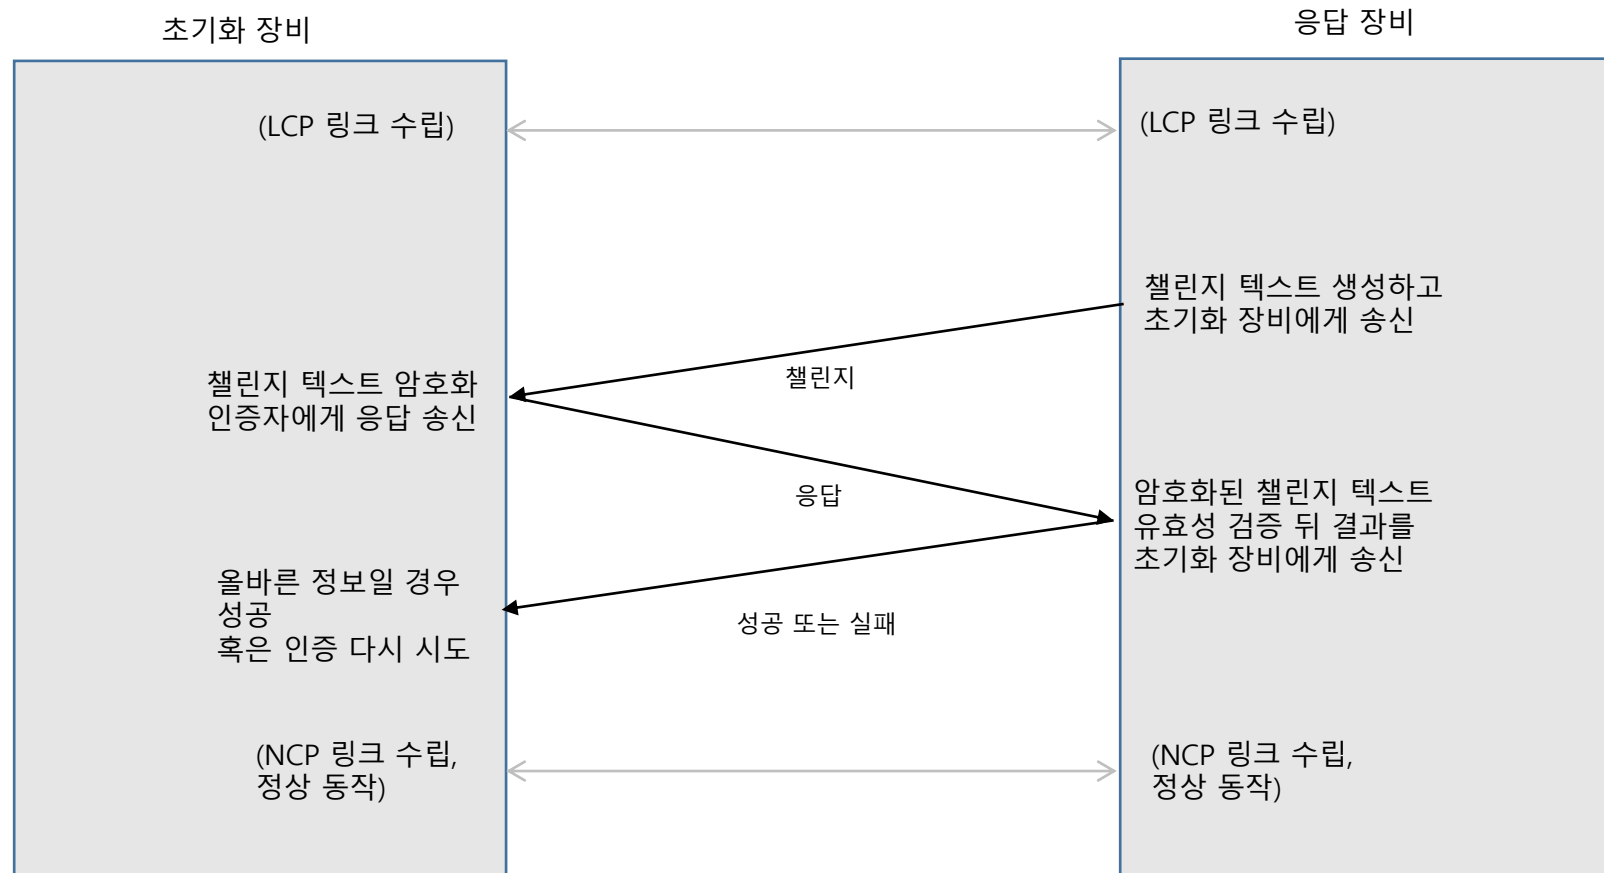 초기화 장비
응답 장비
(LCP 링크 수립)
(LCP 링크 수립)
챌린지 텍스트 생성하고
초기화 장비에게 송신
챌린지
챌린지 텍스트 암호화
인증자에게 응답 송신
응답
암호화된 챌린지 텍스트
유효성 검증 뒤 결과를
초기화 장비에게 송신
올바른 정보일 경우
성공
혹은 인증 다시 시도
성공 또는 실패
(NCP 링크 수립,
정상 동작)
(NCP 링크 수립,
정상 동작)